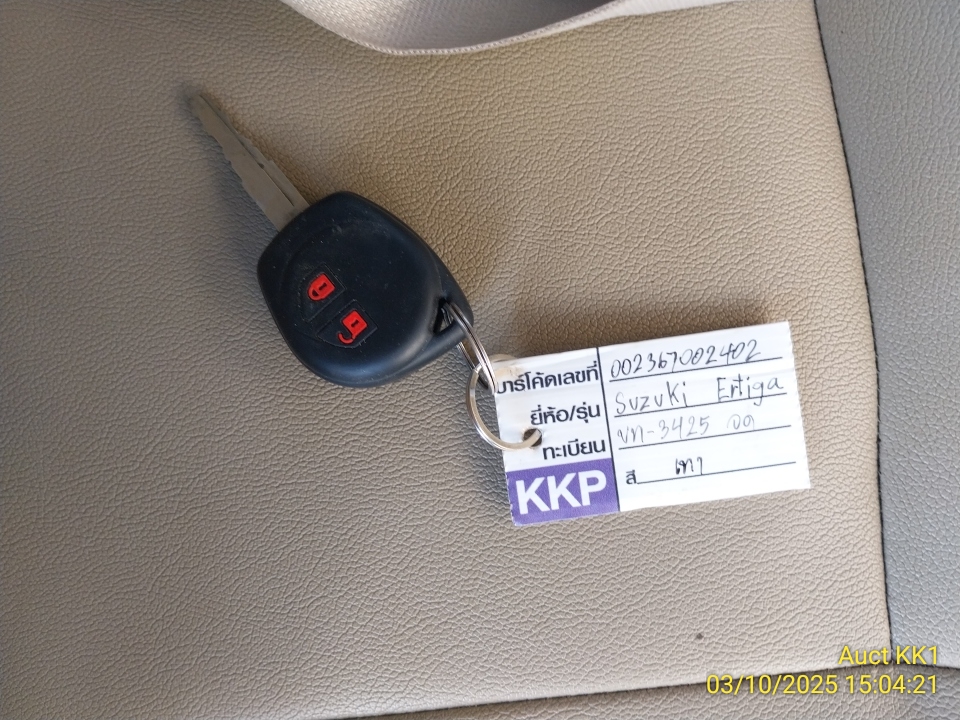 บาร์โค้ดเลขที่ 002367002402
ยี่ห้อ/รุ่น Suzuki Ertiga
ทะเบียน ขก-3425 อด
KKP สี เทา
Auct KK1
03/10/2025 15:04:21